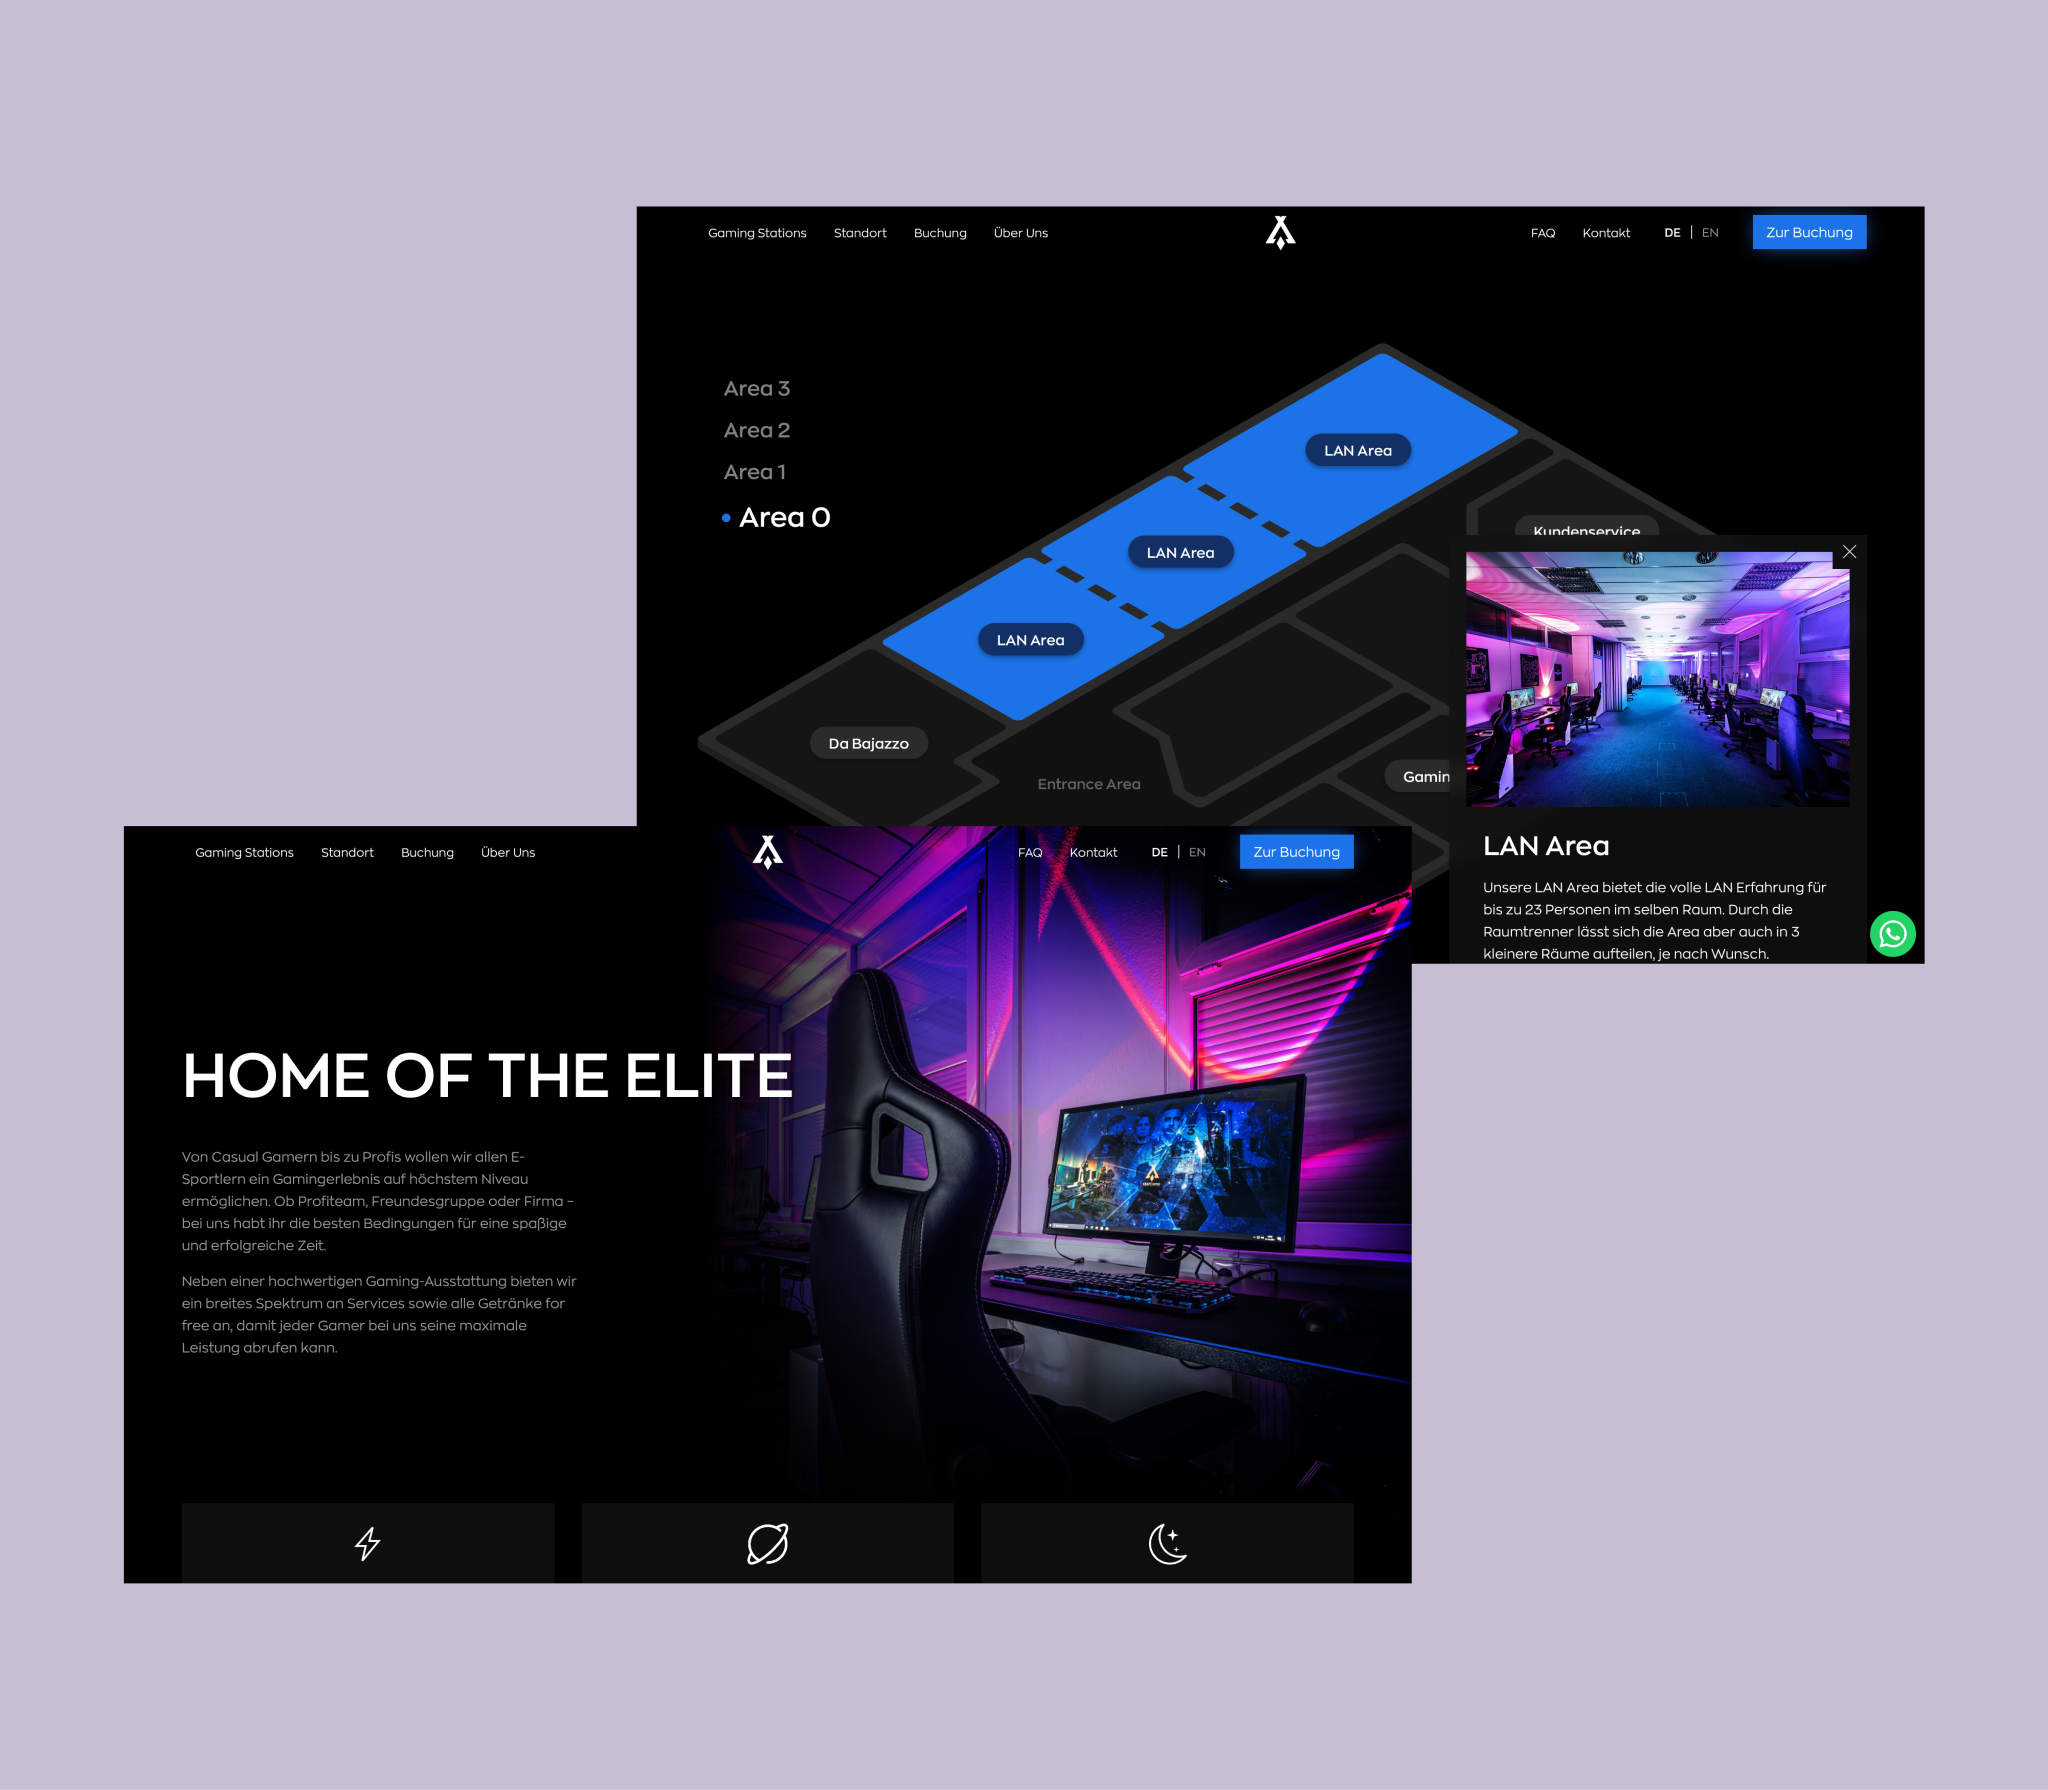 Gaming Stations Standort Buchung Über Uns FAQ Kontakt DE | EN Zur Buchung
Area 3
Area 2
Area 1
Area 0
LAN Area
LAN Area
LAN Area
Kundenservice
Da Bajazzo
Entrance Area
Gamin
LAN Area
Unsere LAN Area bietet die volle LAN Erfahrung für
bis zu 23 Personen im selben Raum. Durch die
Raumtrenner lässt sich die Area aber auch in 3
kleinere Räume aufteilen, je nach Wunsch.
Gaming Stations Standort Buchung Über Uns FAQ Kontakt DE | EN Zur Buchung
HOME OF THE ELITE
Von Casual Gamern bis zu Profis wollen wir allen E-
Sportlern ein Gamingerlebnis auf höchstem Niveau
ermöglichen. Ob Profiteam, Freundesgruppe oder Firma –
bei uns habt ihr die besten Bedingungen für eine spaßige
und erfolgreiche Zeit.
Neben einer hochwertigen Gaming-Ausstattung bieten wir
ein breites Spektrum an Services sowie alle Getränke for
free an, damit jeder Gamer bei uns seine maximale
Leistung abrufen kann.